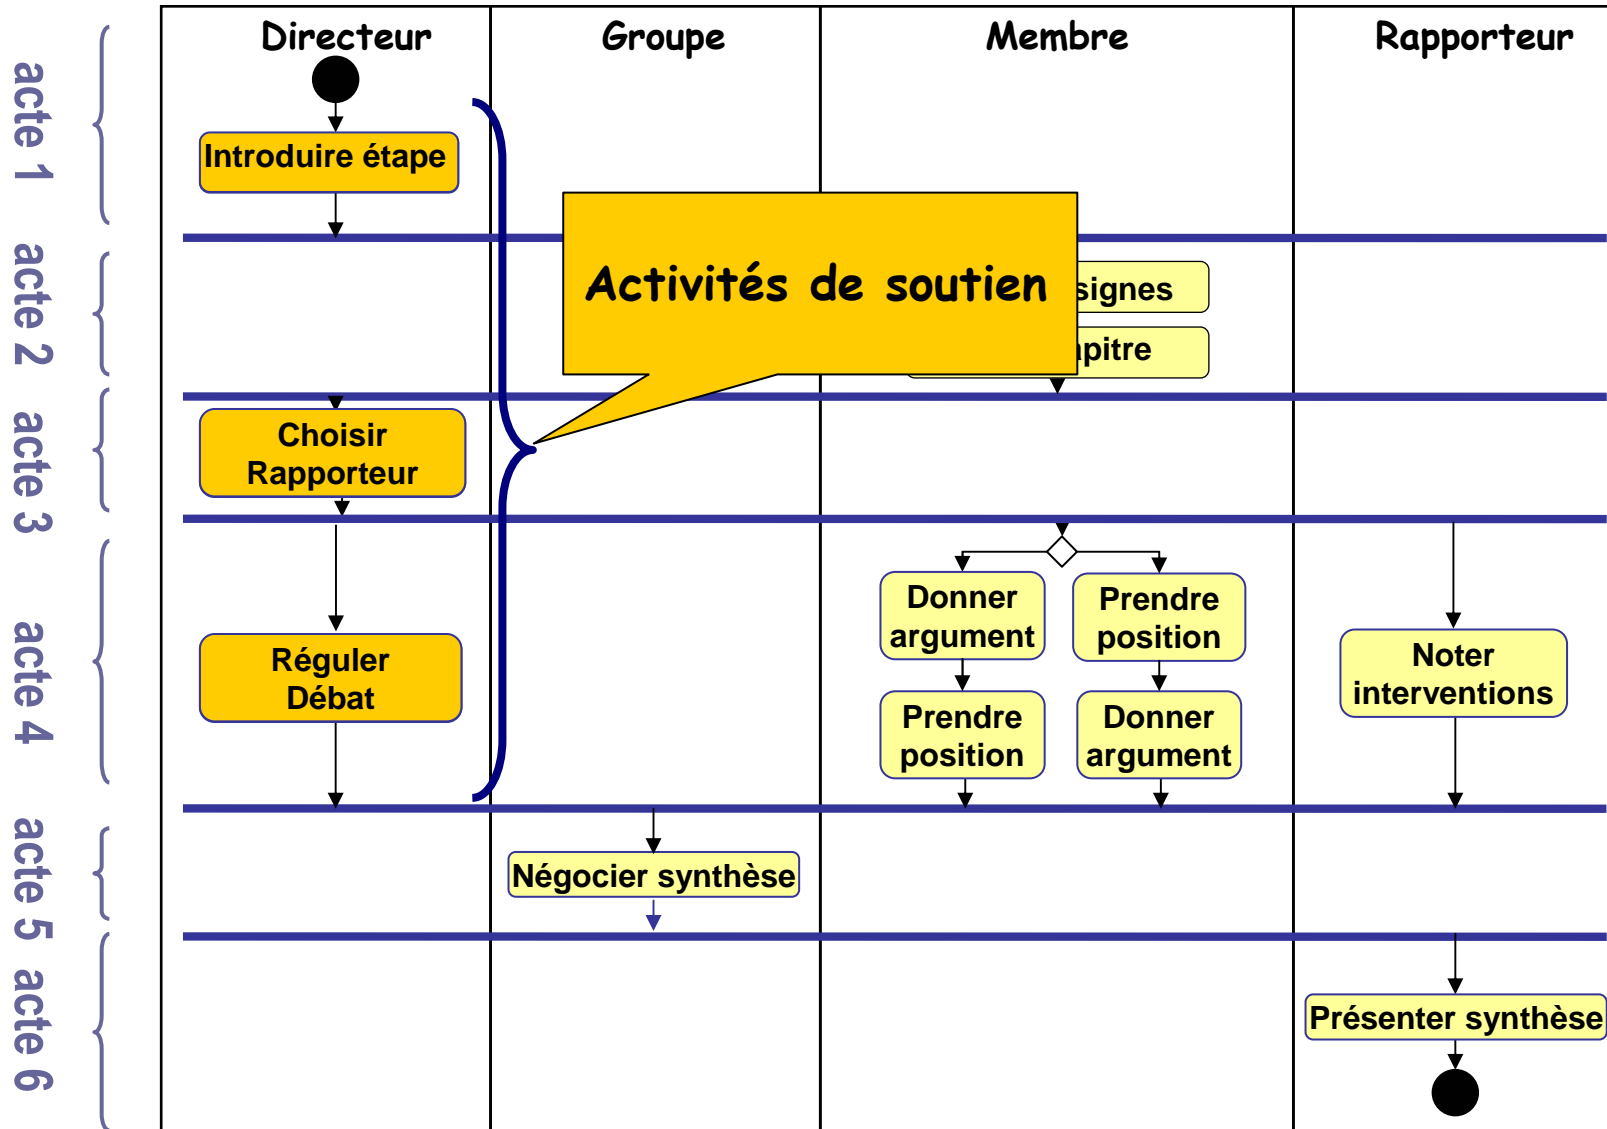 Directeur
Groupe
Membre
Rapporteur
acte 1
Introduire étape
acte 2
Activités de soutien
signes
pitre
acte 3
Choisir
Rapporteur
acte 4
Donner
argument
Prendre
position
Réguler
Débat
Noter
interventions
Prendre
position
Donner
argument
acte 5
Négocier synthèse
acte 6
Présenter synthèse